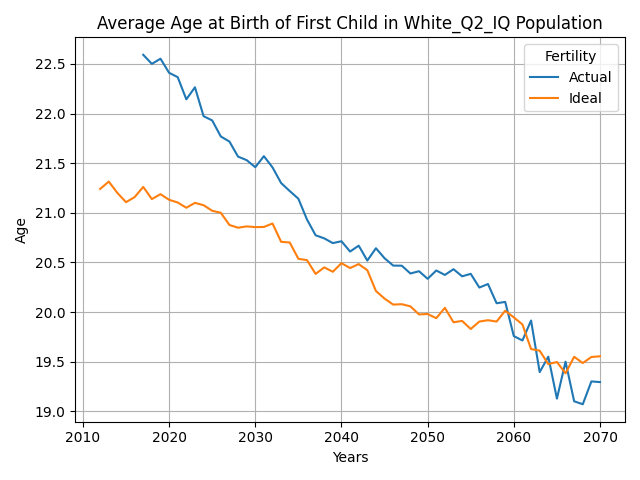 Average Age at Birth of First Child in White_Q2_IQ Population
Fertility
Actual
Ideal
22.5
22.0
21.5
21.0
20.5
20.0
19.5
19.0
Age
2010 2020 2030 2040 2050 2060 2070
Years